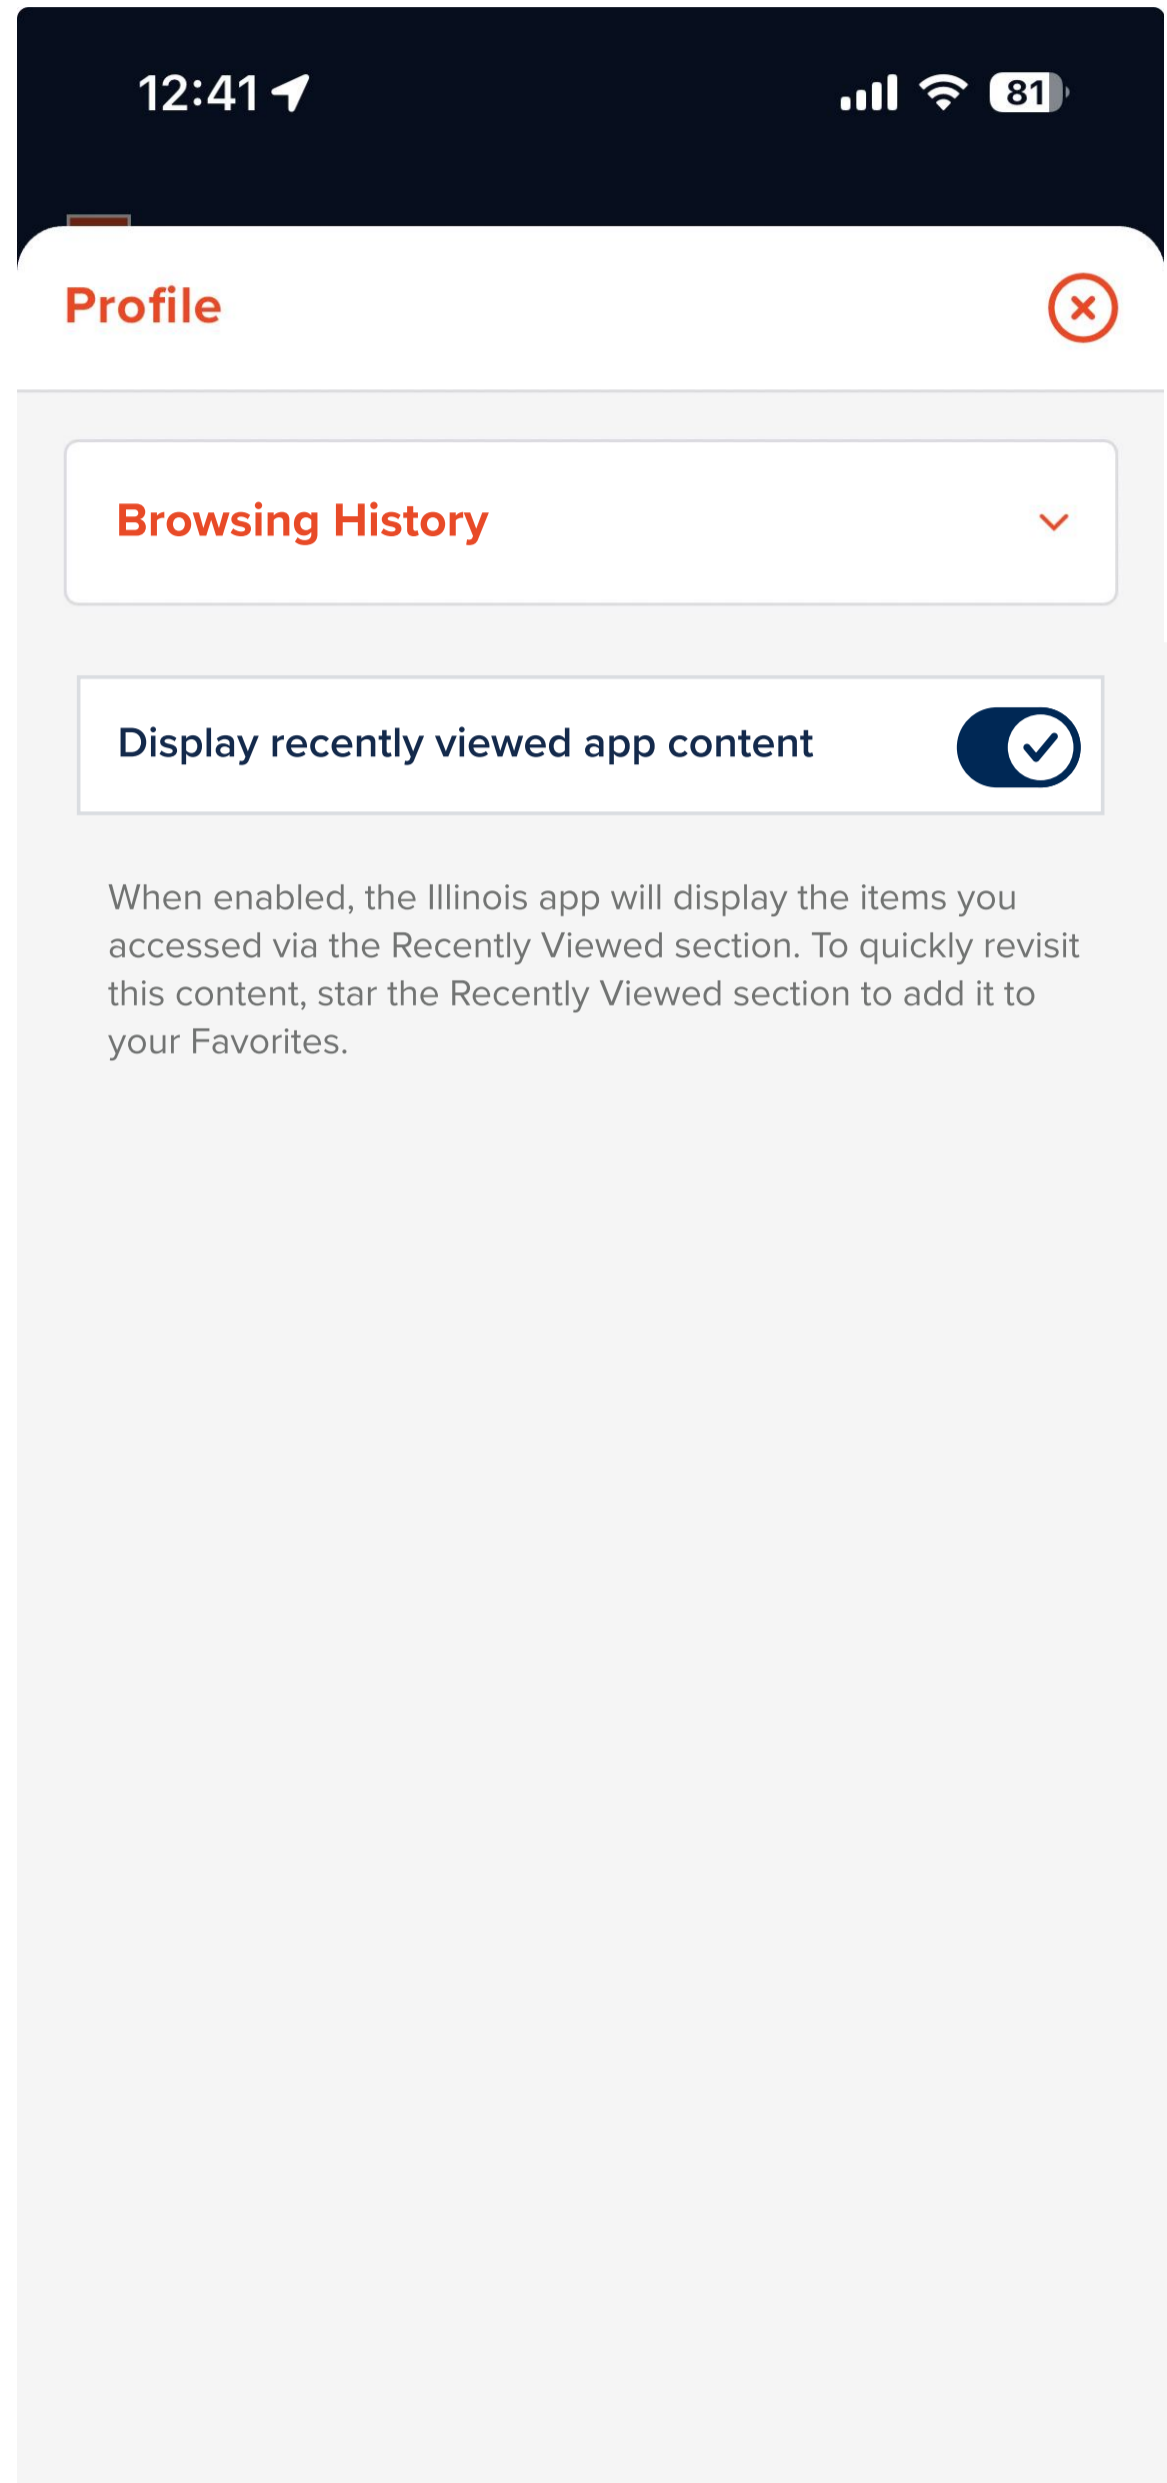 12:41
81
Profile
Browsing History
Display recently viewed app content
When enabled, the Illinois app will display the items you
accessed via the Recently Viewed section. To quickly revisit
this content, star the Recently Viewed section to add it to
your Favorites.